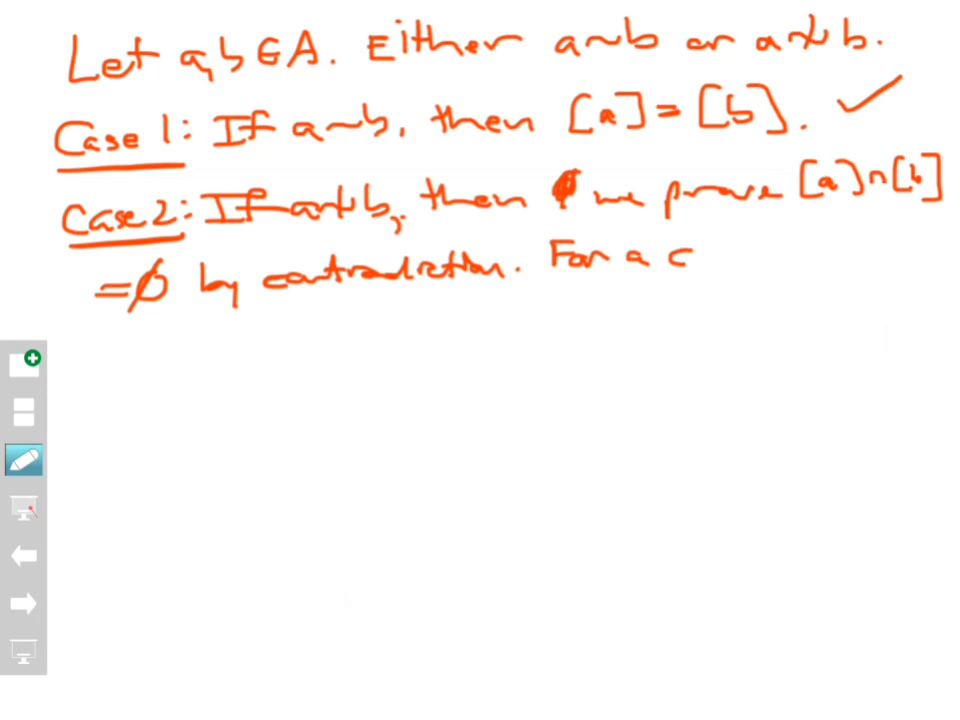 Let a, b ∈ A. Either a~b or a≁b.
Case 1: If a~b, then [a] = [b]. ✓
Case 2: If a≁b, then we prove [a]∩[b]
= ∅ by contradiction. For a c